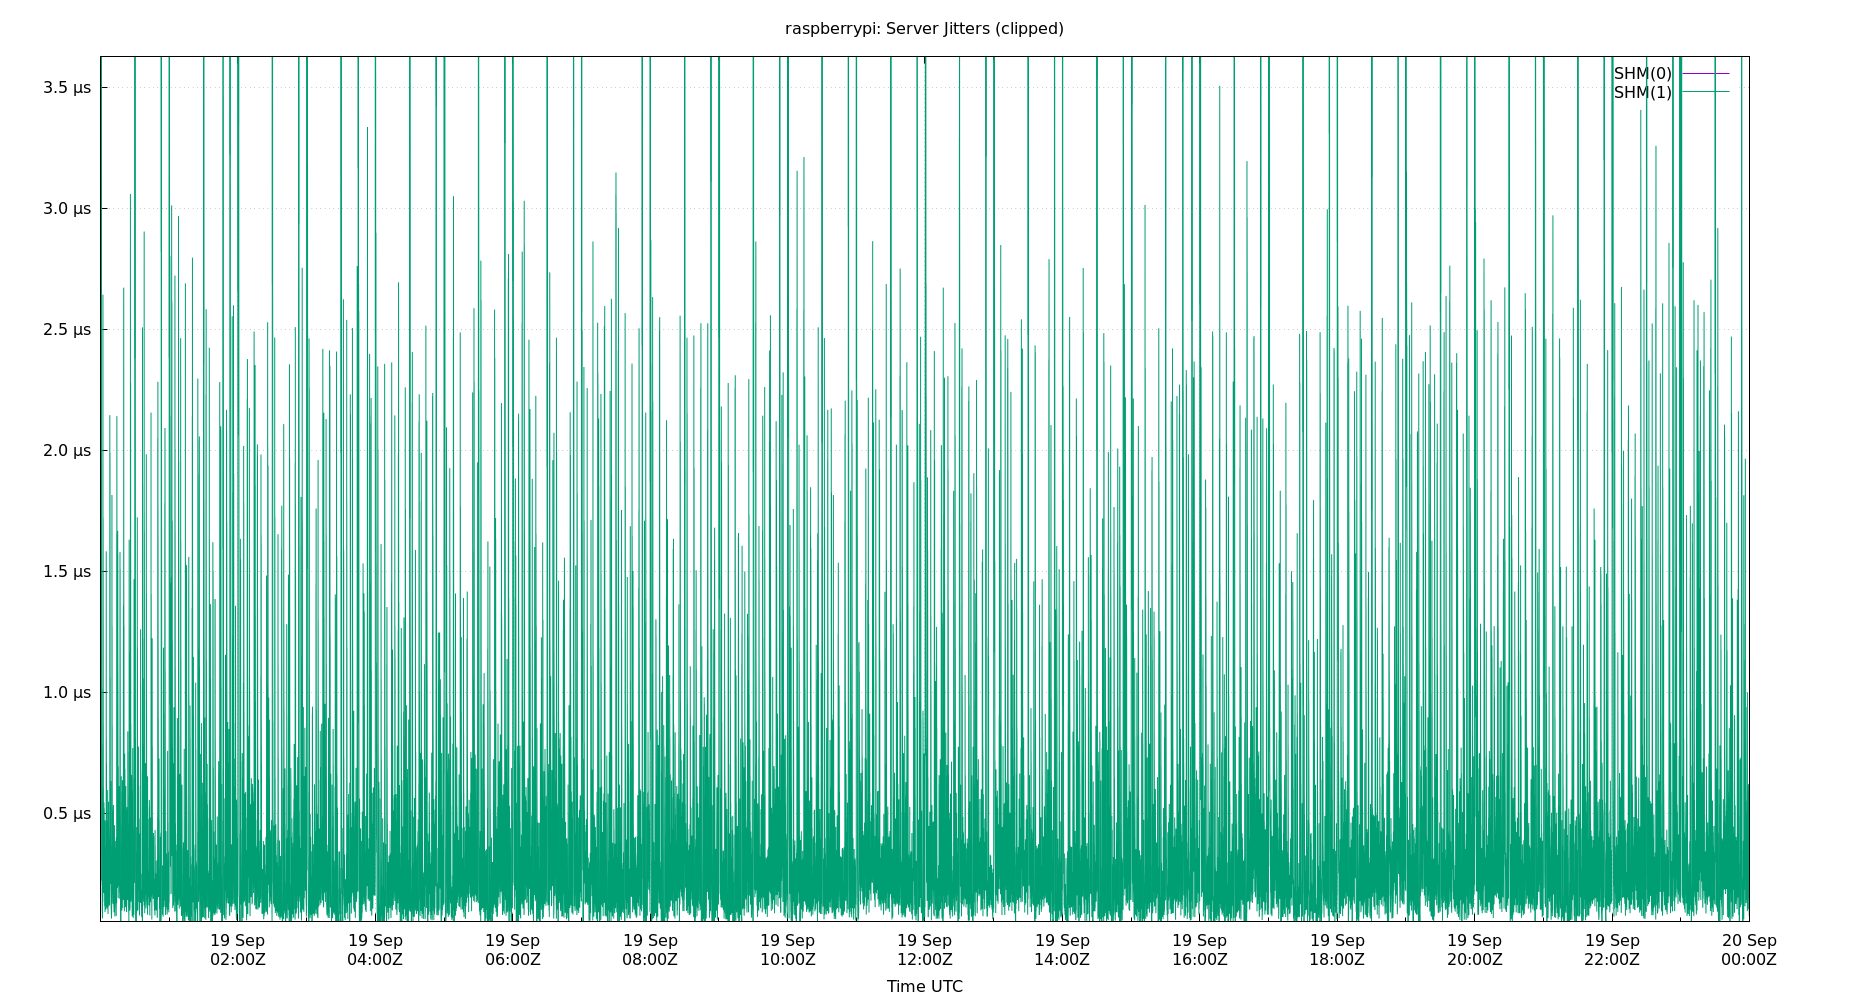 raspberrypi: Server Jitters (clipped)
SHM(0)
SHM(1)
3.5 µs
3.0 µs
2.5 µs
2.0 µs
1.5 µs
1.0 µs
0.5 µs
19 Sep 19 Sep 19 Sep 19 Sep 19 Sep 19 Sep 19 Sep 19 Sep 19 Sep 19 Sep 19 Sep 20 Sep
02:00Z 04:00Z 06:00Z 08:00Z 10:00Z 12:00Z 14:00Z 16:00Z 18:00Z 20:00Z 22:00Z 00:00Z
Time UTC